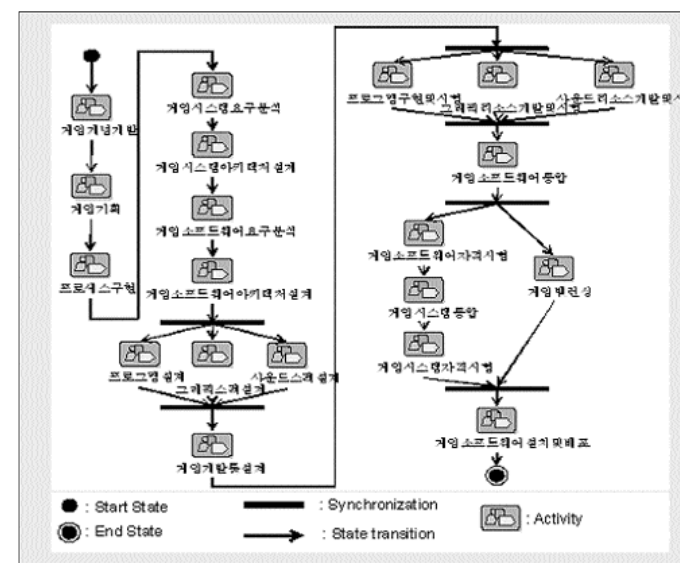 게임개념개발
게임기획
프로세스구현
게임시스템요구분석
게임시스템아키텍처설계
게임소프트웨어요구분석
게임소프트웨어아키텍처설계
프로그램설계
그래픽스래설계
사운드스래설계
게임개발툴설계
프로그램구현및시험
그래픽리소스개발및시험
사운드리소스개발및시
게임소프트웨어통합
게임소프트웨어자격시험
게임시스템통합
게임시스템자격시험
게임밸런싱
게임소프트웨어설치및배포
: Start State
: End State
: Synchronization
: State transition
: Activity